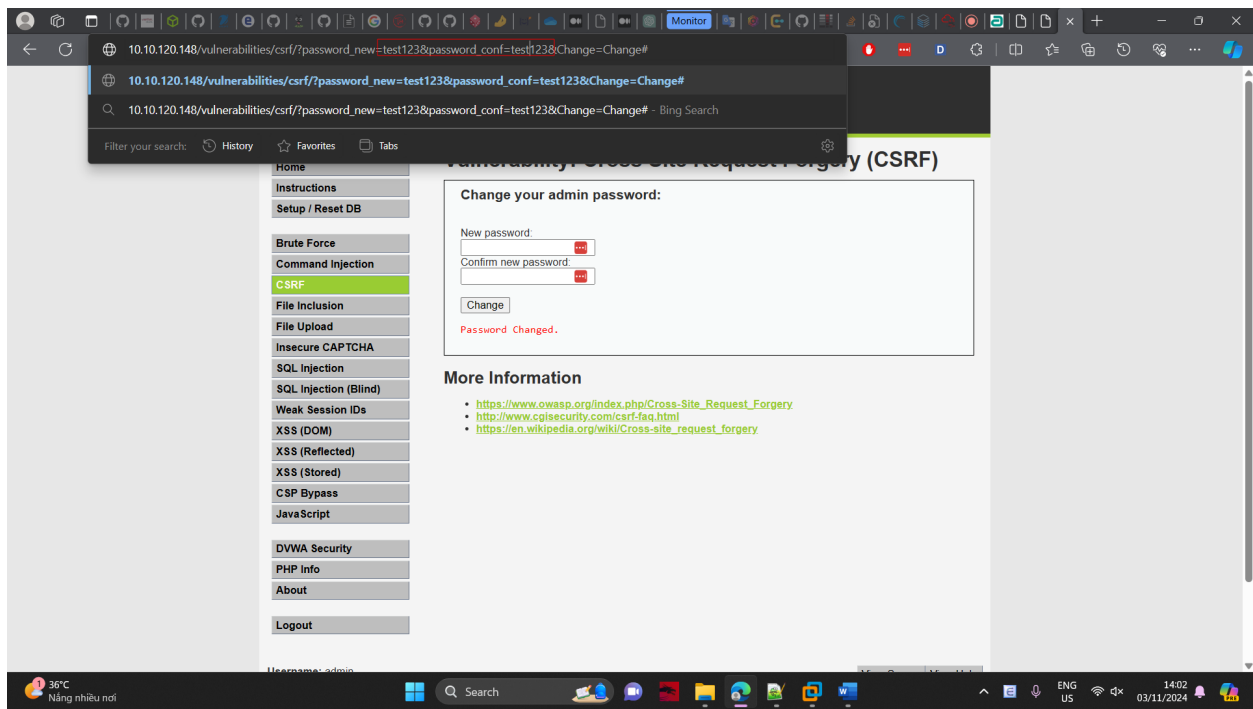 Monitor
10.10.120.148/vulnerabilities/csrf/?password_new=test123&password_conf=test123&Change=Change#
10.10.120.148/vulnerabilities/csrf/?password_new=test123&password_conf=test123&Change=Change#
10.10.120.148/vulnerabilities/csrf/?password_new=test123&password_conf=test123&Change=Change# - Bing Search
Filter your search: History Favorites Tabs
Vulnerability: Cross Site Request Forgery (CSRF)
Home
Instructions
Setup / Reset DB
Brute Force
Command Injection
CSRF
File Inclusion
File Upload
Insecure CAPTCHA
SQL Injection
SQL Injection (Blind)
Weak Session IDs
XSS (DOM)
XSS (Reflected)
XSS (Stored)
CSP Bypass
JavaScript
DVWA Security
PHP Info
About
Logout
Username: admin
Change your admin password:
New password:
Confirm new password:
Change
Password Changed.
More Information
https://www.owasp.org/index.php/Cross-Site_Request_Forgery
http://www.cgisecurity.com/csrf-faq.html
https://en.wikipedia.org/wiki/Cross-site_request_forgery
1
36°C
Nắng nhiều nơi
Search
ENG
US
14:02
03/11/2024